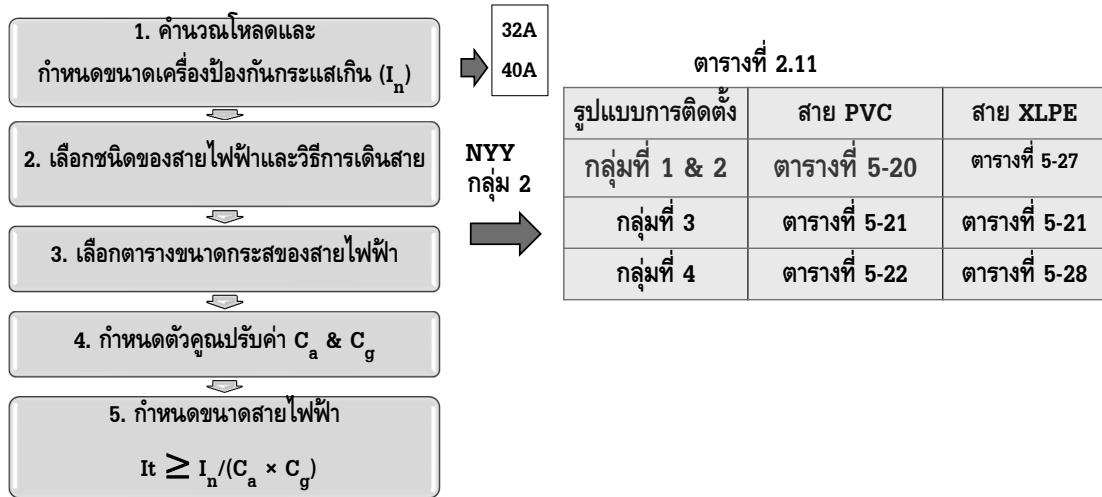 1. คำนวณโหลดและ
กำหนดขนาดเครื่องป้องกันกระแสเกิน (In)
32A
40A
2. เลือกชนิดของสายไฟฟ้าและวิธีการเดินสาย
3. เลือกตารางขนาดกระสของสายไฟฟ้า
4. กำหนดตัวคูณปรับค่า Ca & Cg
5. กำหนดขนาดสายไฟฟ้า
It ≥ In/(Ca × Cg)
NYY
กลุ่ม 2
ตารางที่ 2.11
รูปแบบการติดตั้ง สาย PVC สาย XLPE
กลุ่มที่ 1 & 2 ตารางที่ 5-20 ตารางที่ 5-27
กลุ่มที่ 3 ตารางที่ 5-21 ตารางที่ 5-21
กลุ่มที่ 4 ตารางที่ 5-22 ตารางที่ 5-28